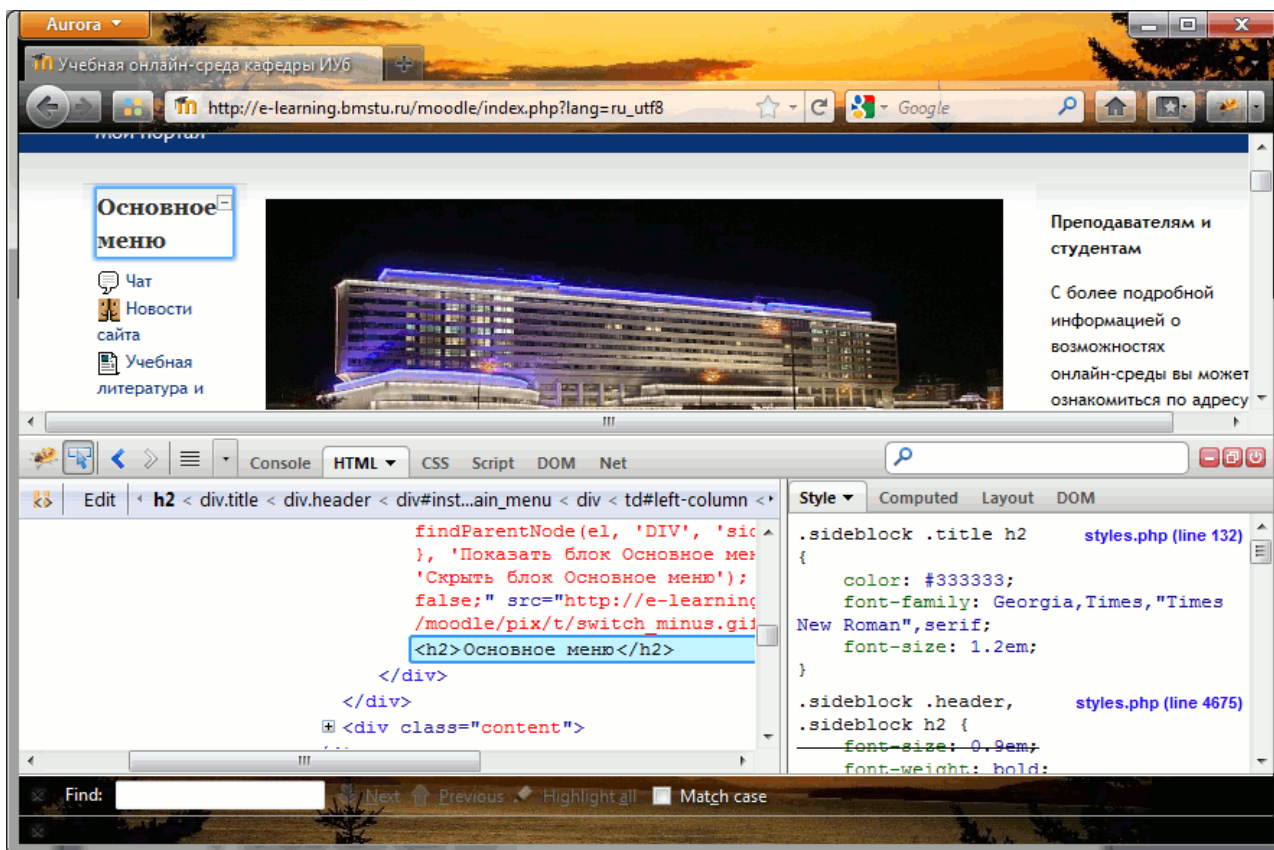 Aurora
Учебная онлайн-среда кафедры ИУ6
http://e-learning.bmstu.ru/moodle/index.php?lang=ru_utf8
Google
Мой портал
Основное
меню
Чат
Новости
сайта
Учебная
литература и
Преподавателям и
студентам
С более подробной
информацией о
возможностях
онлайн-среды вы может
ознакомиться по адресу
Console HTML CSS Script DOM Net
Edit h2 < div.title < div.header < div#inst...ain_menu < div < td#left-column <
Style Computed Layout DOM
findParentNode(el, 'DIV', 'sid
}, 'Показать блок Основное мен
'Скрыть блок Основное меню');
false;" src="http://e-learning
/moodle/pix/t/switch_minus.gif
<h2>Основное меню</h2>
</div>
</div>
<div class="content">
.sideblock .title h2 styles.php (line 132)
{
color: #333333;
font-family: Georgia,Times,"Times
New Roman",serif;
font-size: 1.2em;
}
.sideblock .header, styles.php (line 4675)
.sideblock h2 {
font-size: 0.9em;
font-weight: bold;
Find: Next Previous Highlight all Match case